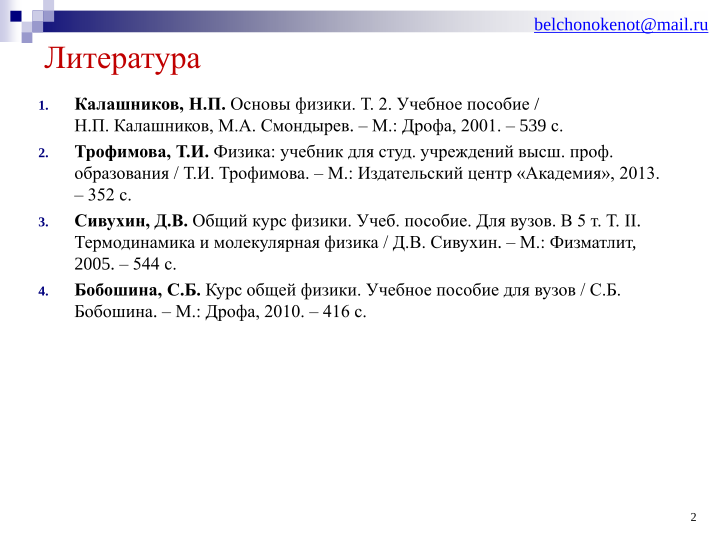 belchonokenot@mail.ru
Литература
1. Калашников, Н.П. Основы физики. Т. 2. Учебное пособие /
Н.П. Калашников, М.А. Смондырев. – М.: Дрофа, 2001. – 539 с.
2. Трофимова, Т.И. Физика: учебник для студ. учреждений высш. проф.
образования / Т.И. Трофимова. – М.: Издательский центр «Академия», 2013.
– 352 с.
3. Сивухин, Д.В. Общий курс физики. Учеб. пособие. Для вузов. В 5 т. Т. II.
Термодинамика и молекулярная физика / Д.В. Сивухин. – М.: Физматлит,
2005. – 544 с.
4. Бобошина, С.Б. Курс общей физики. Учебное пособие для вузов / С.Б.
Бобошина. – М.: Дрофа, 2010. – 416 с.
2